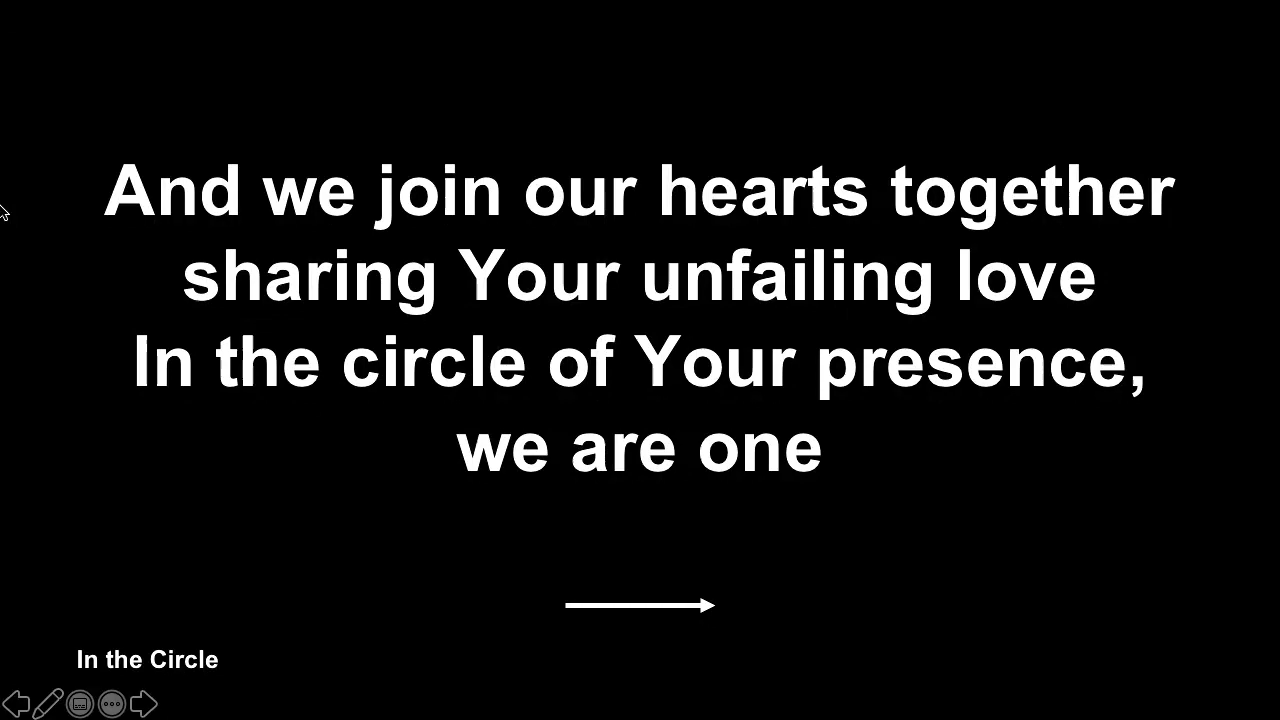 And we join our hearts together
sharing Your unfailing love
In the circle of Your presence,
we are one
In the Circle